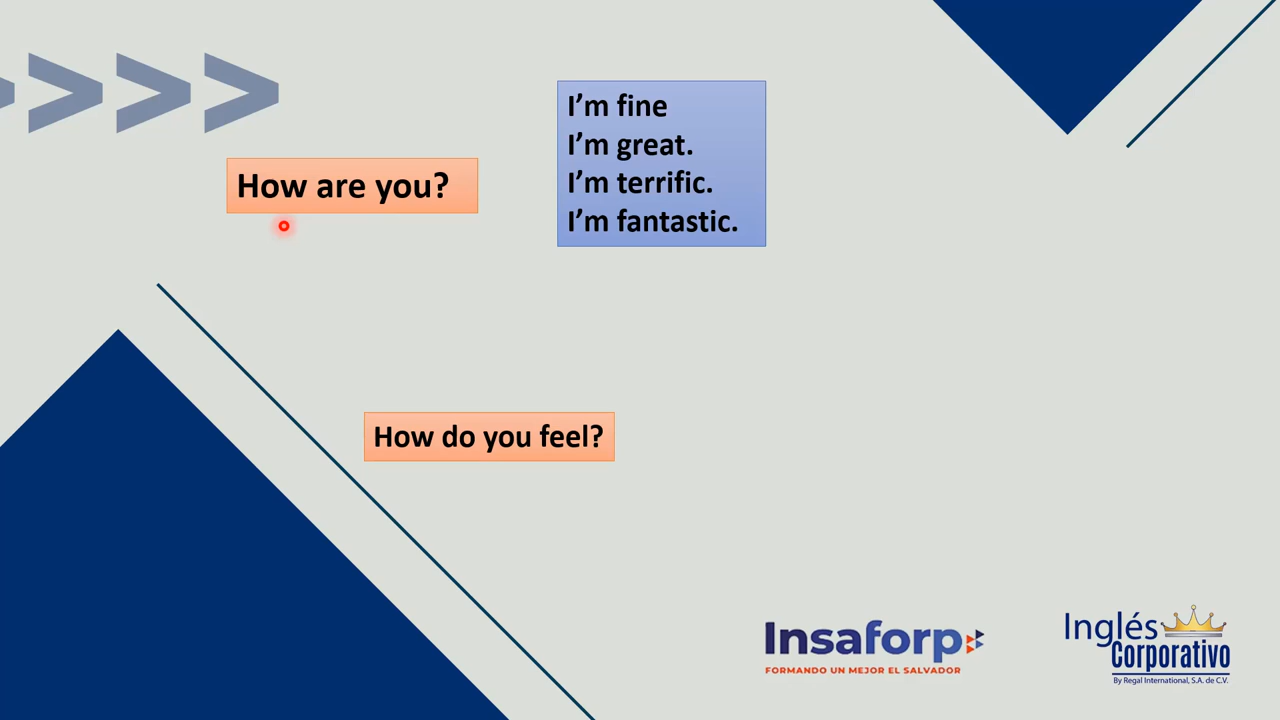 How are you?
I'm fine
I'm great.
I'm terrific.
I'm fantastic.
How do you feel?
Insaforp
FORMANDO UN MEJOR EL SALVADOR
Inglés
Corporativo
By Regal International, S.A. de C.V.